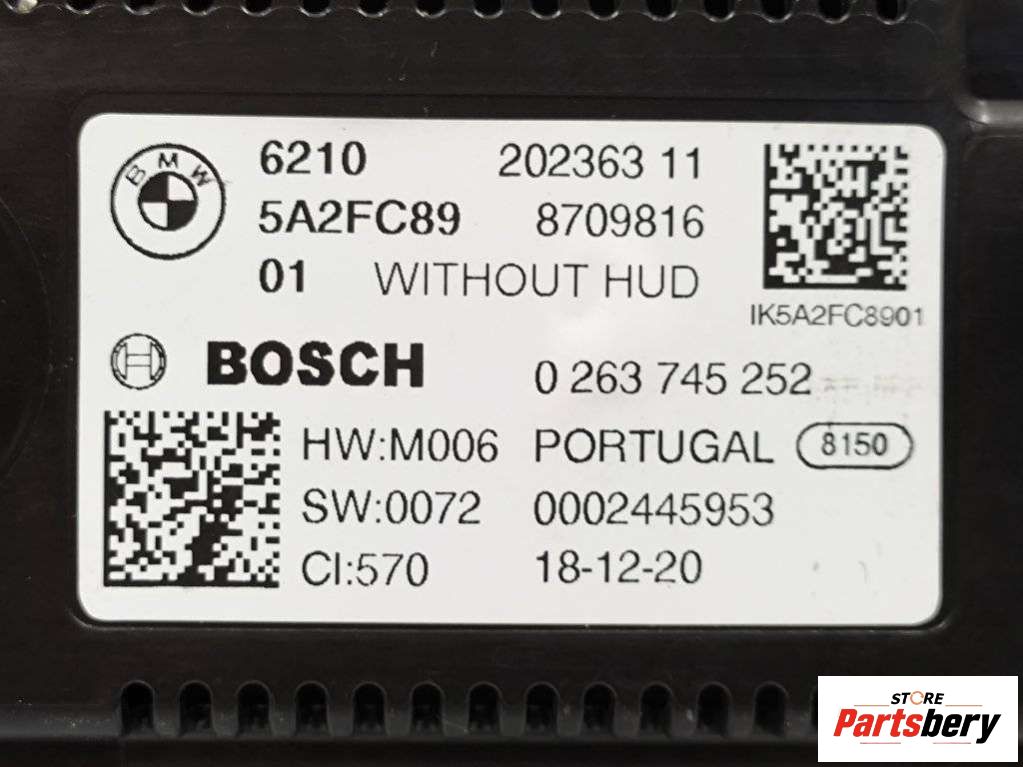 BMW
6210 202363 11
5A2FC89 8709816
01 WITHOUT HUD
IK5A2FC8901
BOSCH 0 263 745 252
HW:M006 PORTUGAL 8150
SW:0072 0002445953
CI:570 18-12-20
STORE
Partsbery